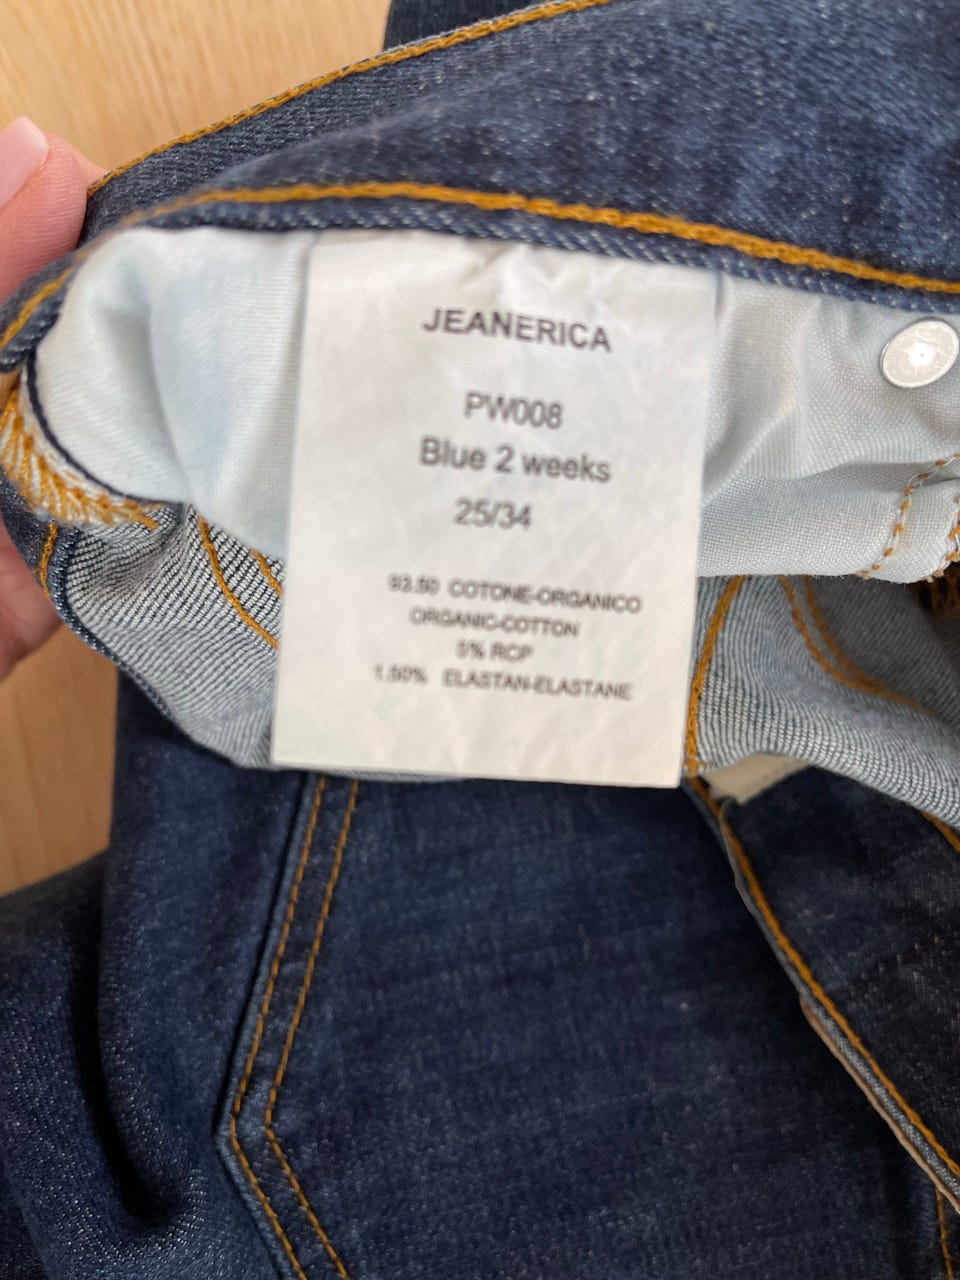 JEANERICA
PW008
Blue 2 weeks
25/34
93.50 COTONE-ORGANICO
ORGANIC-COTTON
5% RCP
1.50% ELASTAN-ELASTANE